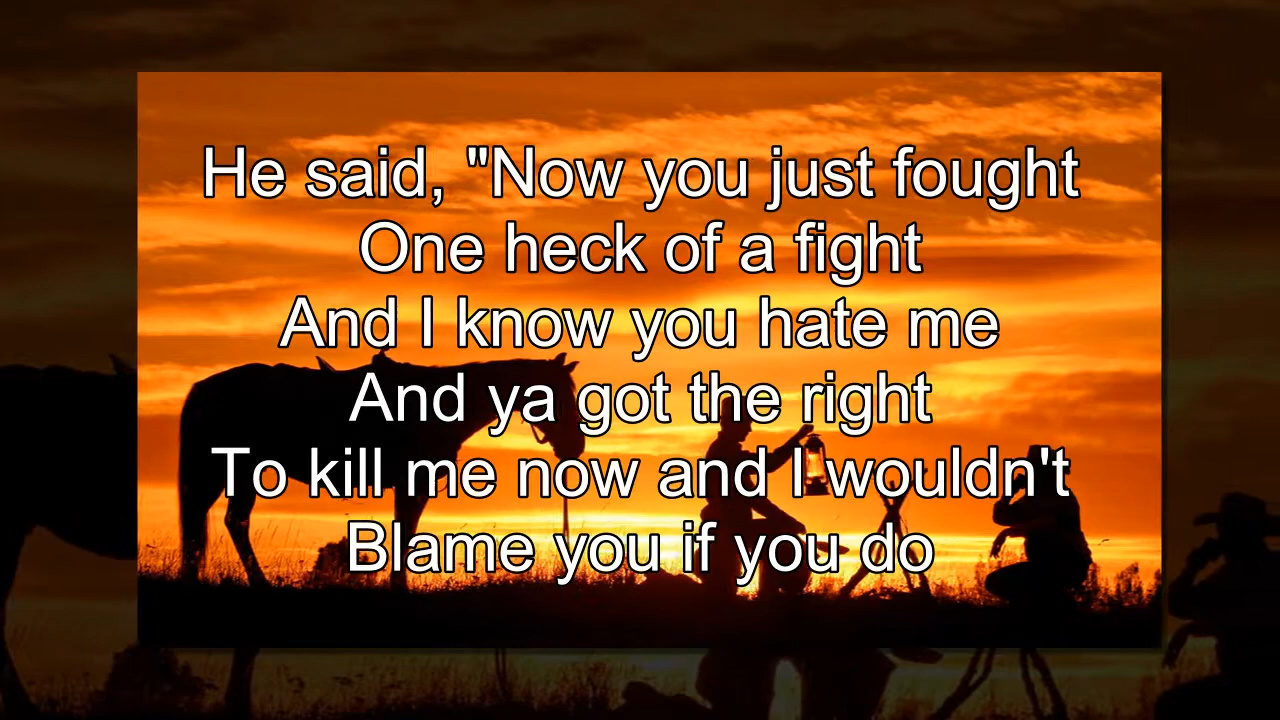 He said, "Now you just fought
One heck of a fight
And I know you hate me
And ya got the right
To kill me now and I wouldn't
Blame you if you do